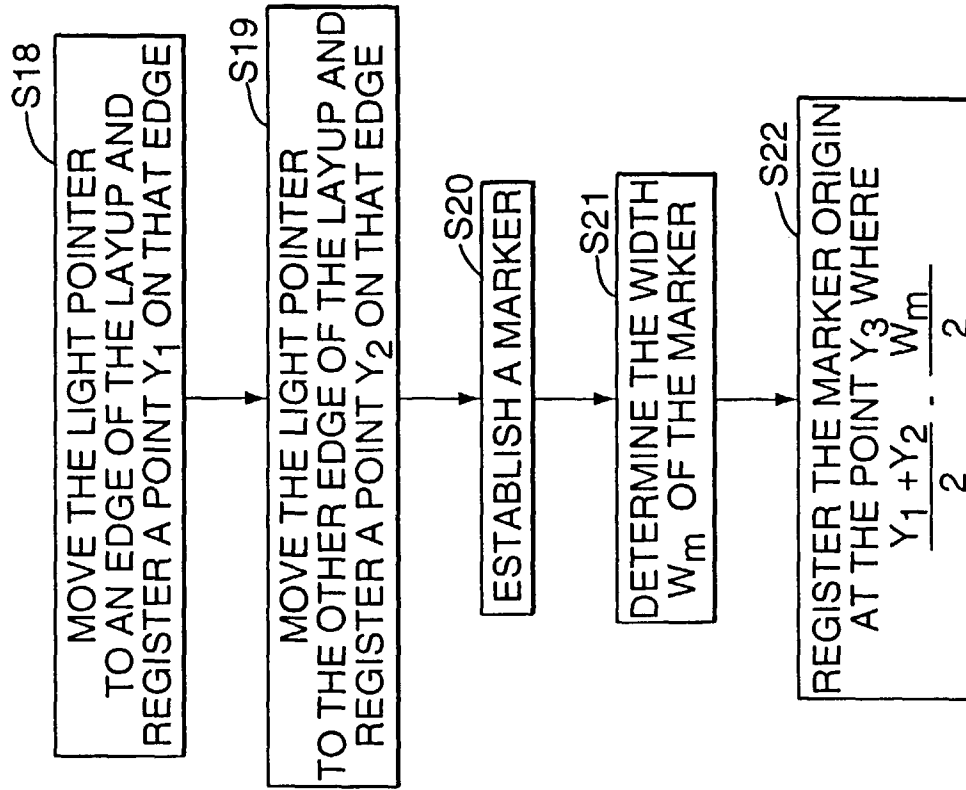 S18
MOVE THE LIGHT POINTER
TO AN EDGE OF THE LAYUP AND
REGISTER A POINT Y₁ ON THAT EDGE
S19
MOVE THE LIGHT POINTER
TO THE OTHER EDGE OF THE LAYUP AND
REGISTER A POINT Y₂ ON THAT EDGE
S20
ESTABLISH A MARKER
S21
DETERMINE THE WIDTH
Wₘ OF THE MARKER
S22
REGISTER THE MARKER ORIGIN
AT THE POINT Y₃ WHERE
Y₁ + Y₂ Wₘ
2 - 2